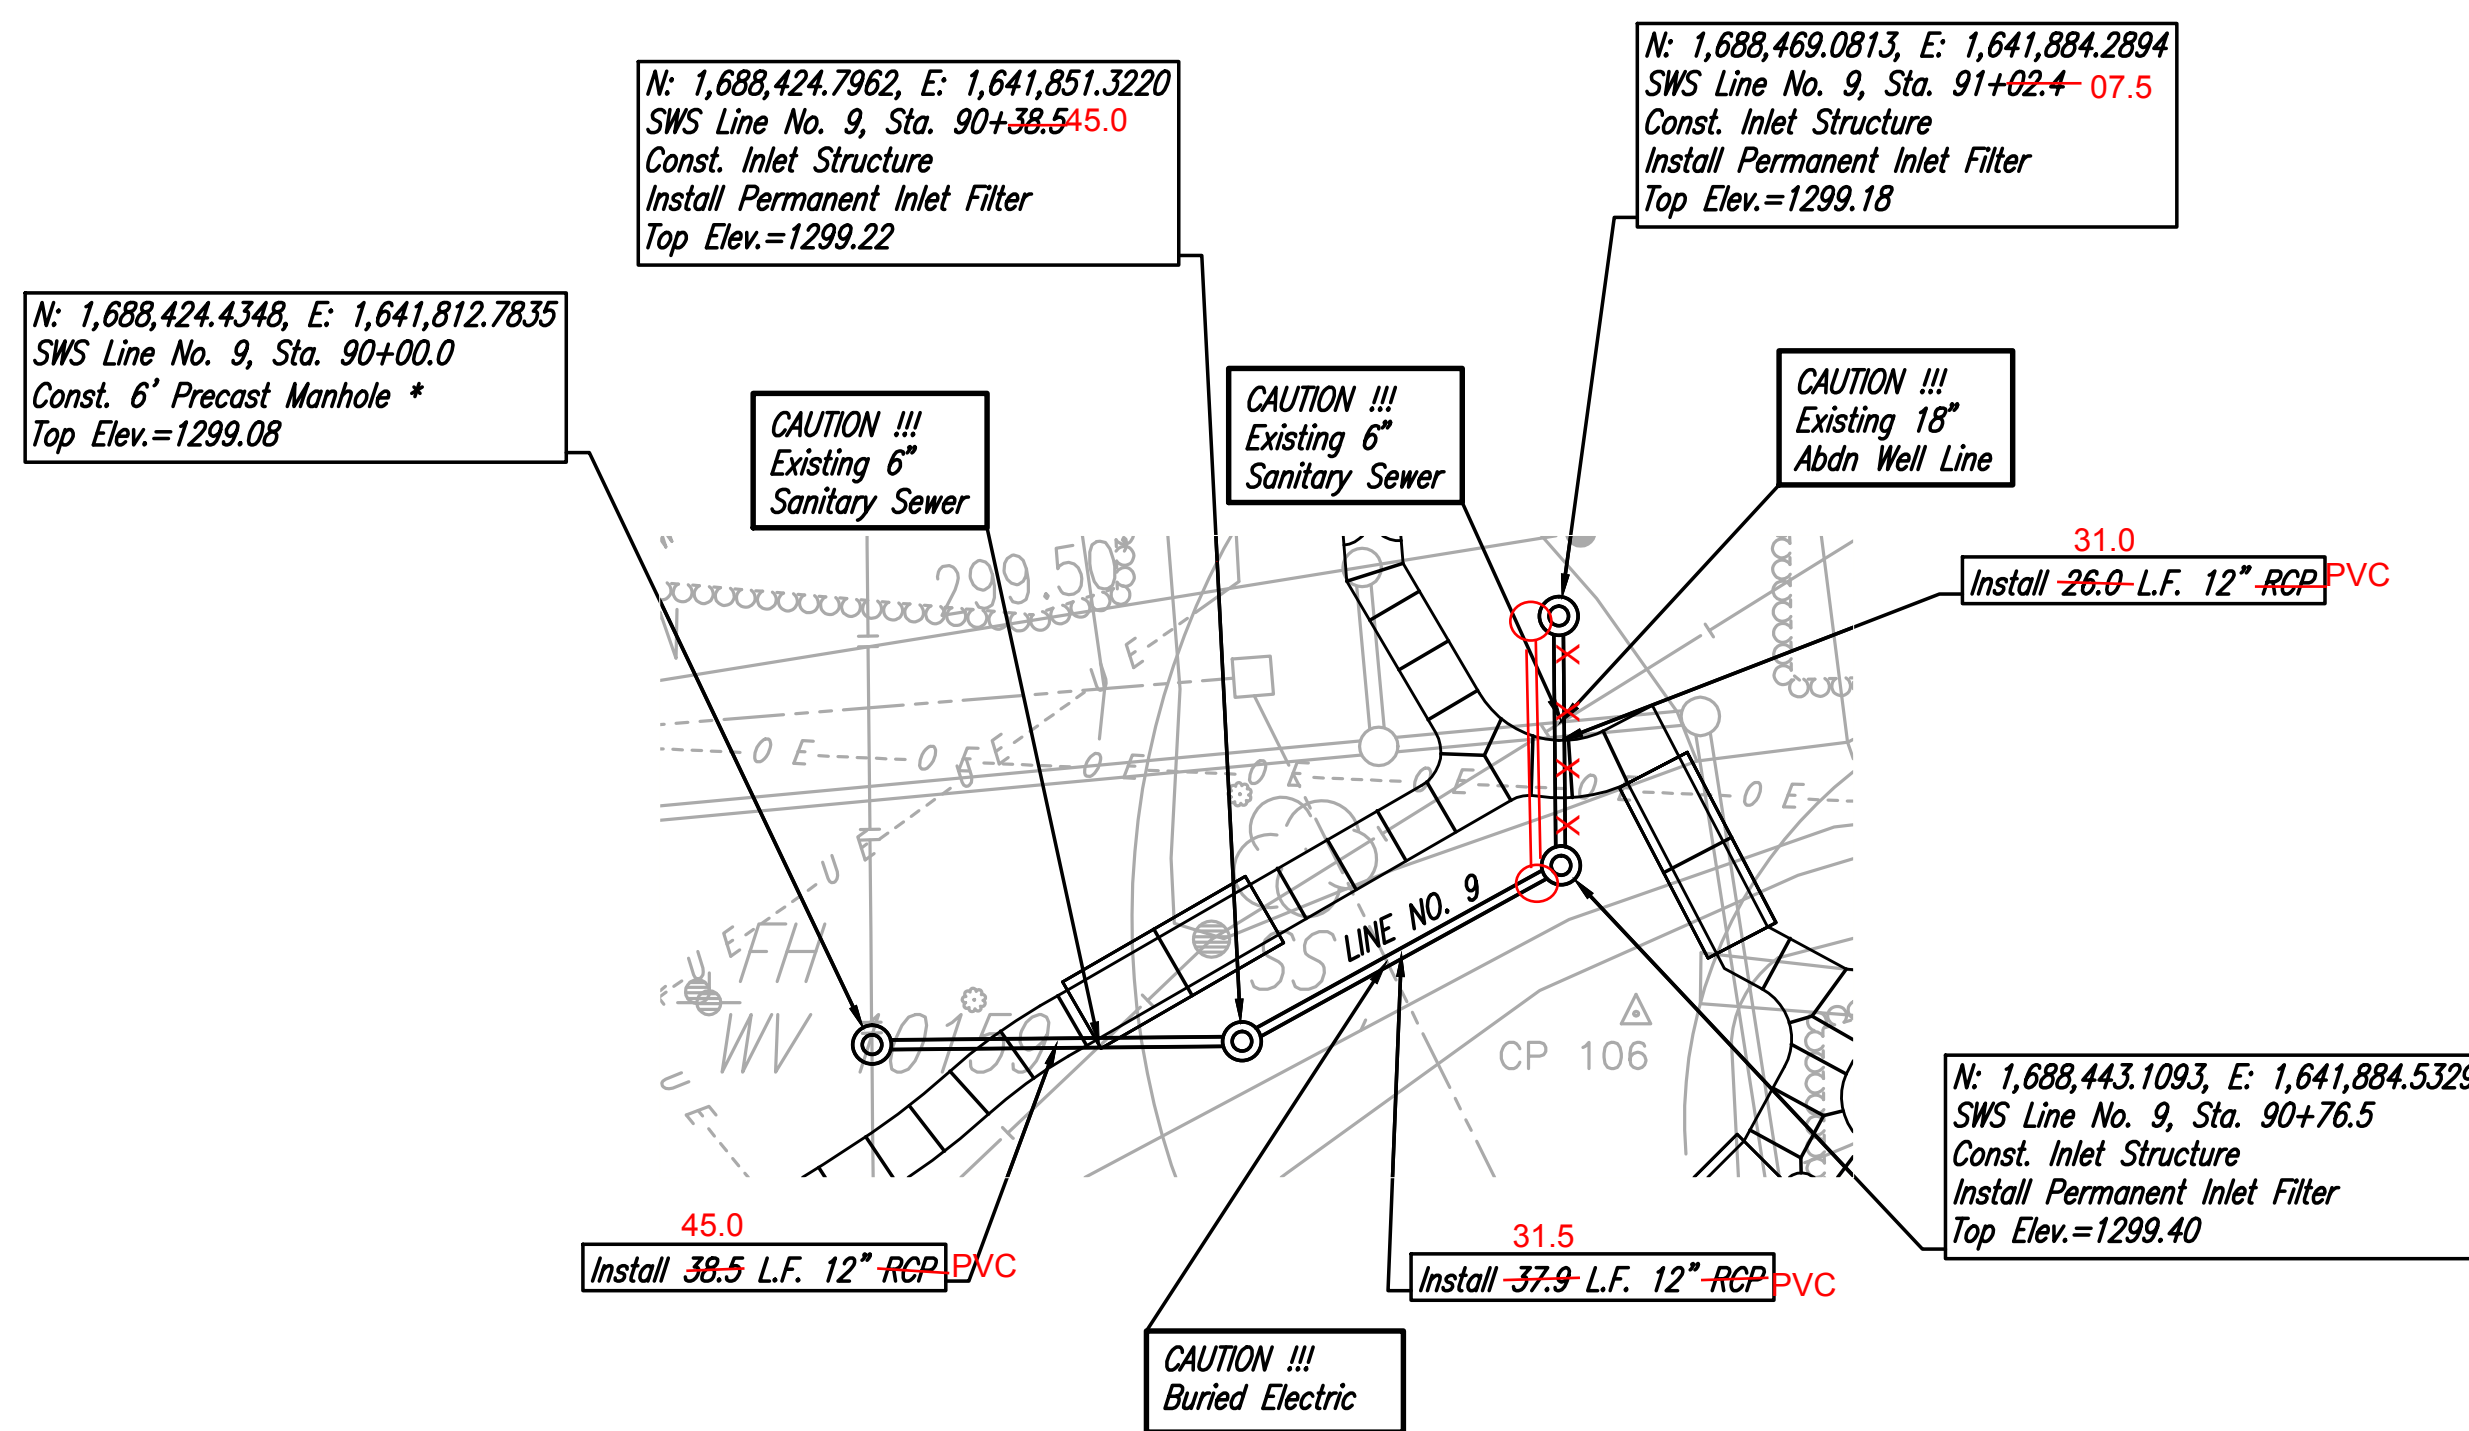 N: 1,688,469.0813, E: 1,641,884.2894
SWS Line No. 9, Sta. 91+02.4 07.5
Const. Inlet Structure
Install Permanent Inlet Filter
Top Elev.=1299.18
N: 1,688,424.7962, E: 1,641,851.3220
SWS Line No. 9, Sta. 90+38.5 45.0
Const. Inlet Structure
Install Permanent Inlet Filter
Top Elev.=1299.22
N: 1,688,424.4348, E: 1,641,812.7835
SWS Line No. 9, Sta. 90+00.0
Const. 6' Precast Manhole *
Top Elev.=1299.08
CAUTION !!!
Existing 6"
Sanitary Sewer
CAUTION !!!
Existing 6"
Sanitary Sewer
CAUTION !!!
Existing 18"
Abdn Well Line
31.0
Install 26.0 L.F. 12" RCP PVC
299.50
U E
O E O E O E O E O E O E O E
U E
U E
U E
U E
FH
WV 10159
SS
LINE NO. 9
CP 106
N: 1,688,443.1093, E: 1,641,884.5329
SWS Line No. 9, Sta. 90+76.5
Const. Inlet Structure
Install Permanent Inlet Filter
Top Elev.=1299.40
45.0
Install 38.5 L.F. 12" RCP PVC
31.5
Install 37.9 L.F. 12" RCP PVC
CAUTION !!!
Buried Electric